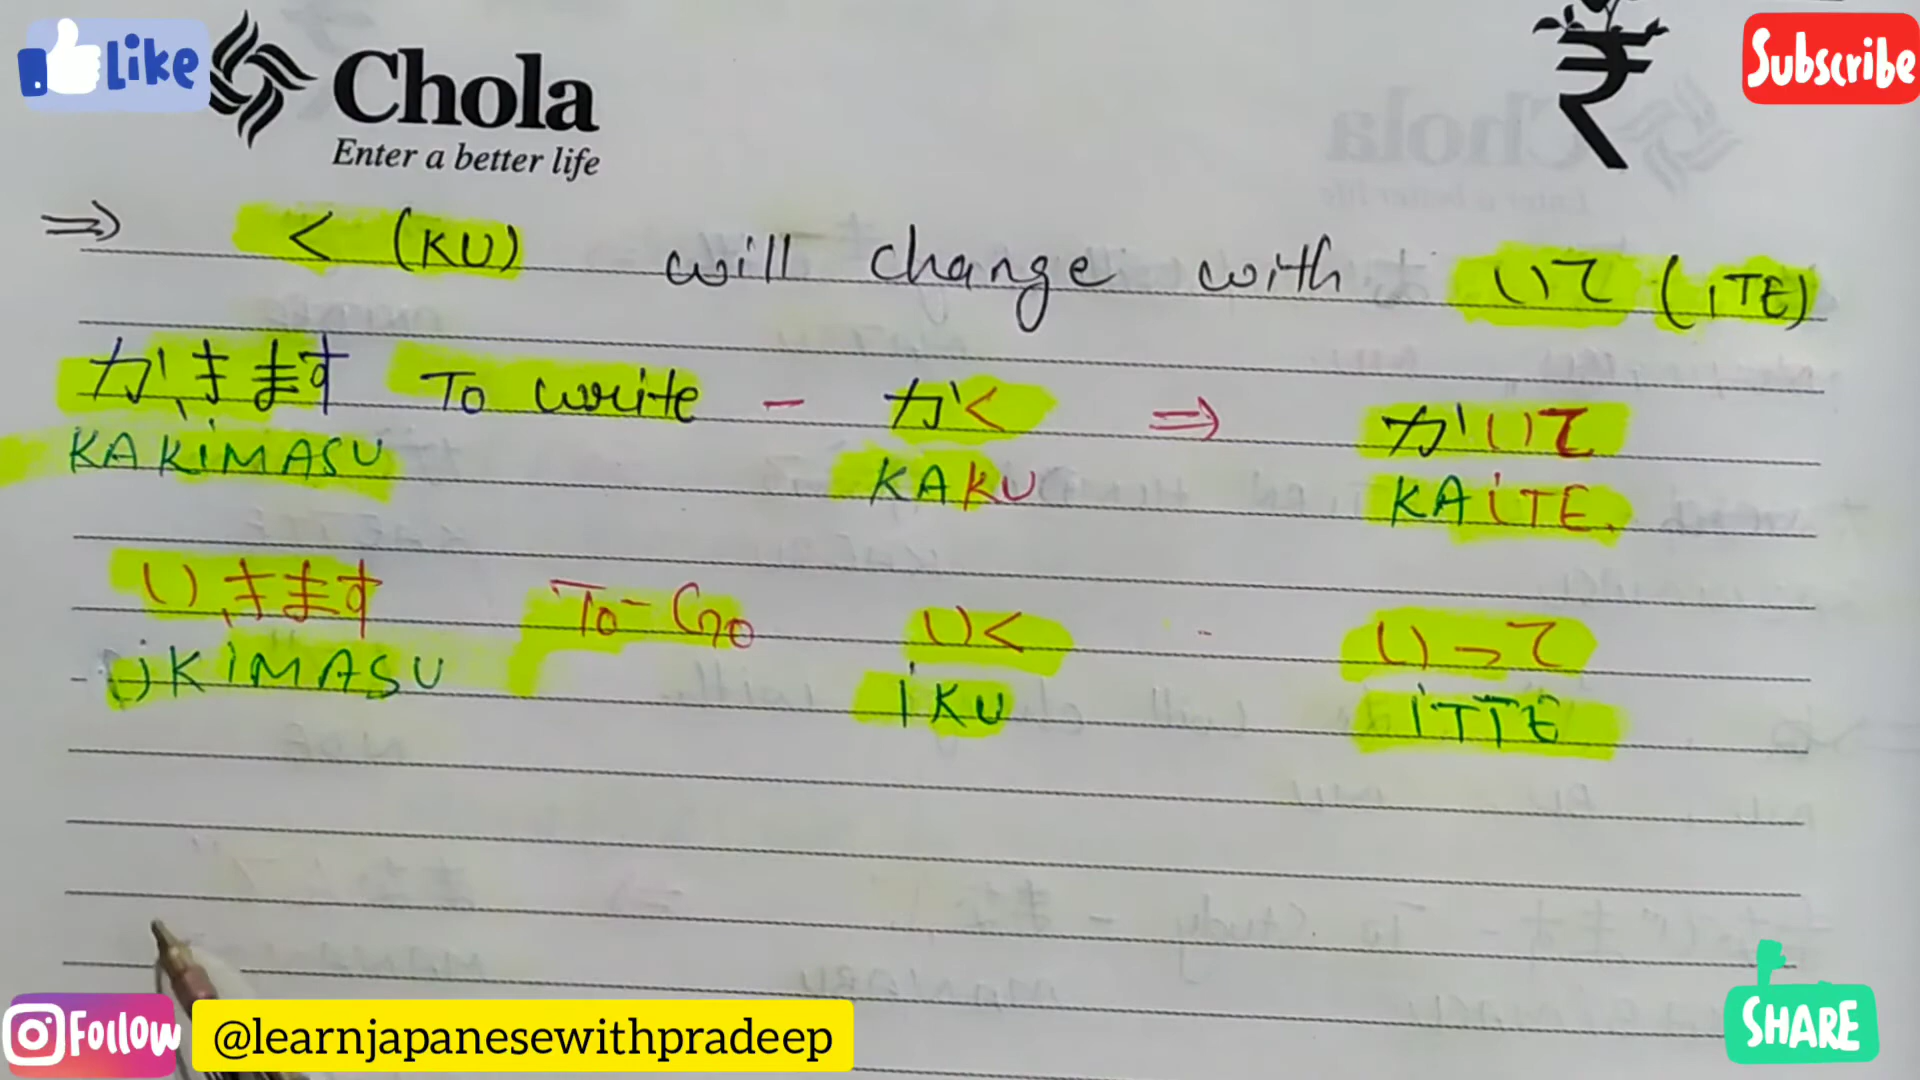 Like
Chola
Enter a better life
₹
Subscribe
⇒ く (KU) will change with いて (iTE)
かきます To write - かく ⇒ かいて
KAKiMASU KAKU KAiTE.
いきます To-Go いく - いって
iKiMASU iKU iTTE
Follow
@learnjapanesewithpradeep
SHARE